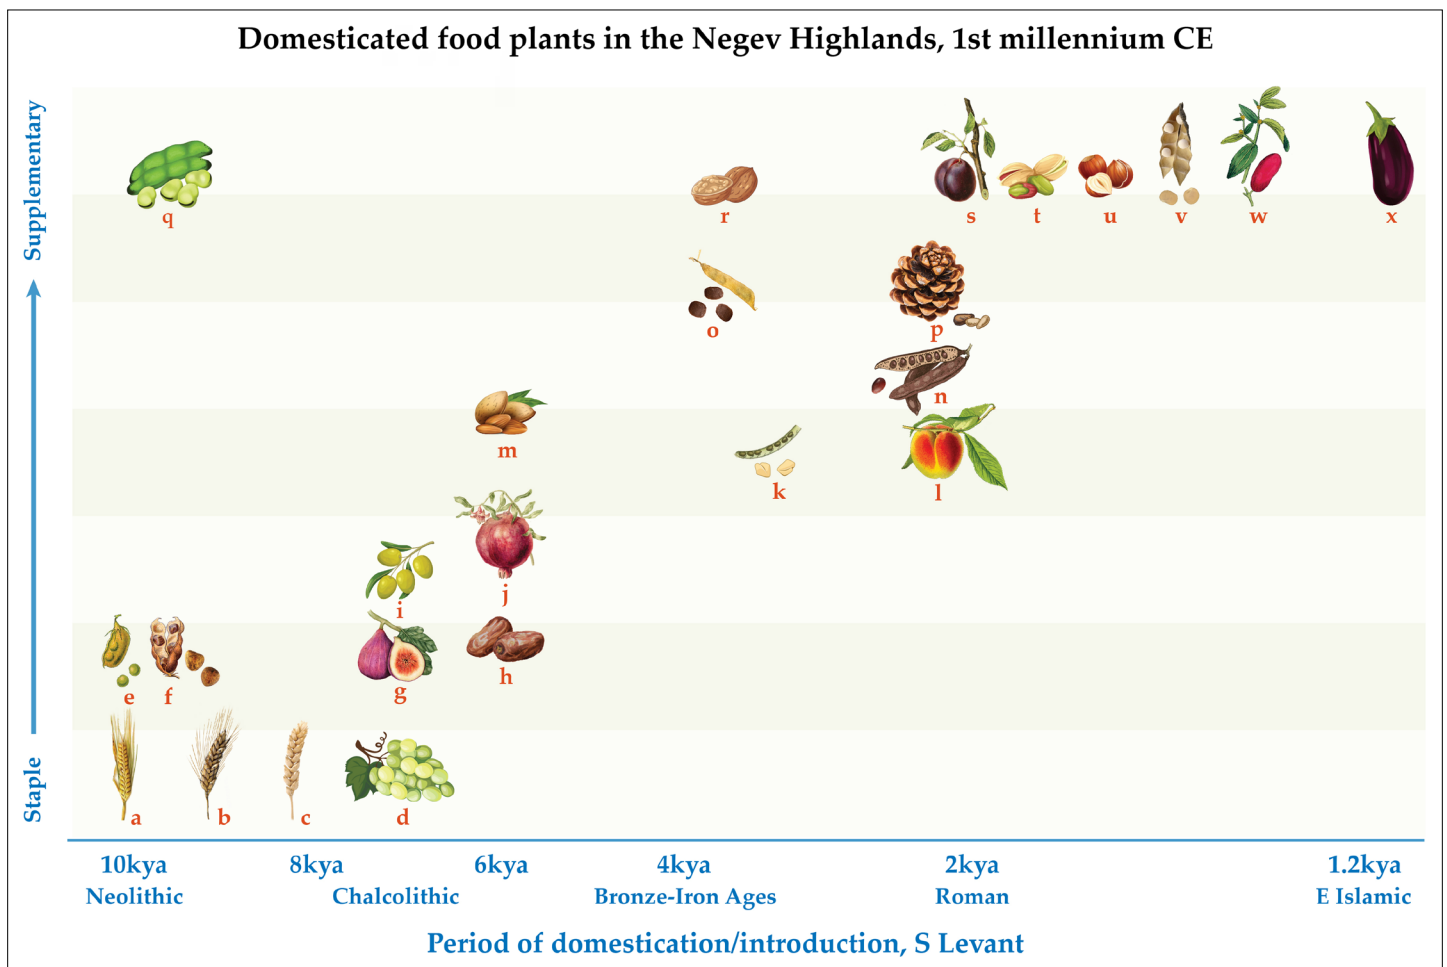 Domesticated food plants in the Negev Highlands, 1st millennium CE
Supplementary
Staple
q
r
s
t
u
v
w
x
o
p
n
m
k
l
i
j
e
f
g
h
a
b
c
d
10kya
8kya
6kya
4kya
2kya
1.2kya
Neolithic
Chalcolithic
Bronze-Iron Ages
Roman
E Islamic
Period of domestication/introduction, S Levant